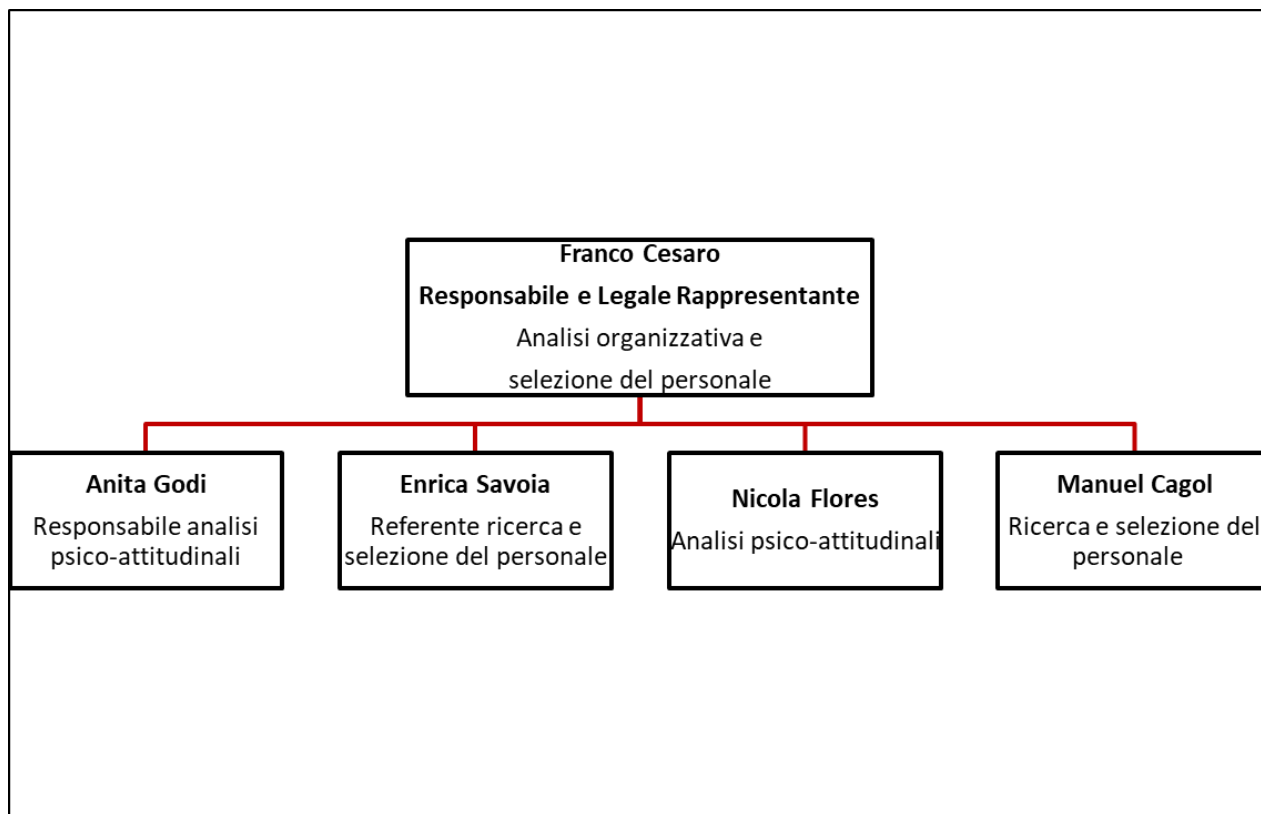 Franco Cesaro
Responsabile e Legale Rappresentante
Analisi organizzativa e
selezione del personale
Anita Godi
Responsabile analisi
psico-attitudinali
Enrica Savoia
Referente ricerca e
selezione del personale
Nicola Flores
Analisi psico-attitudinali
Manuel Cagol
Ricerca e selezione del
personale